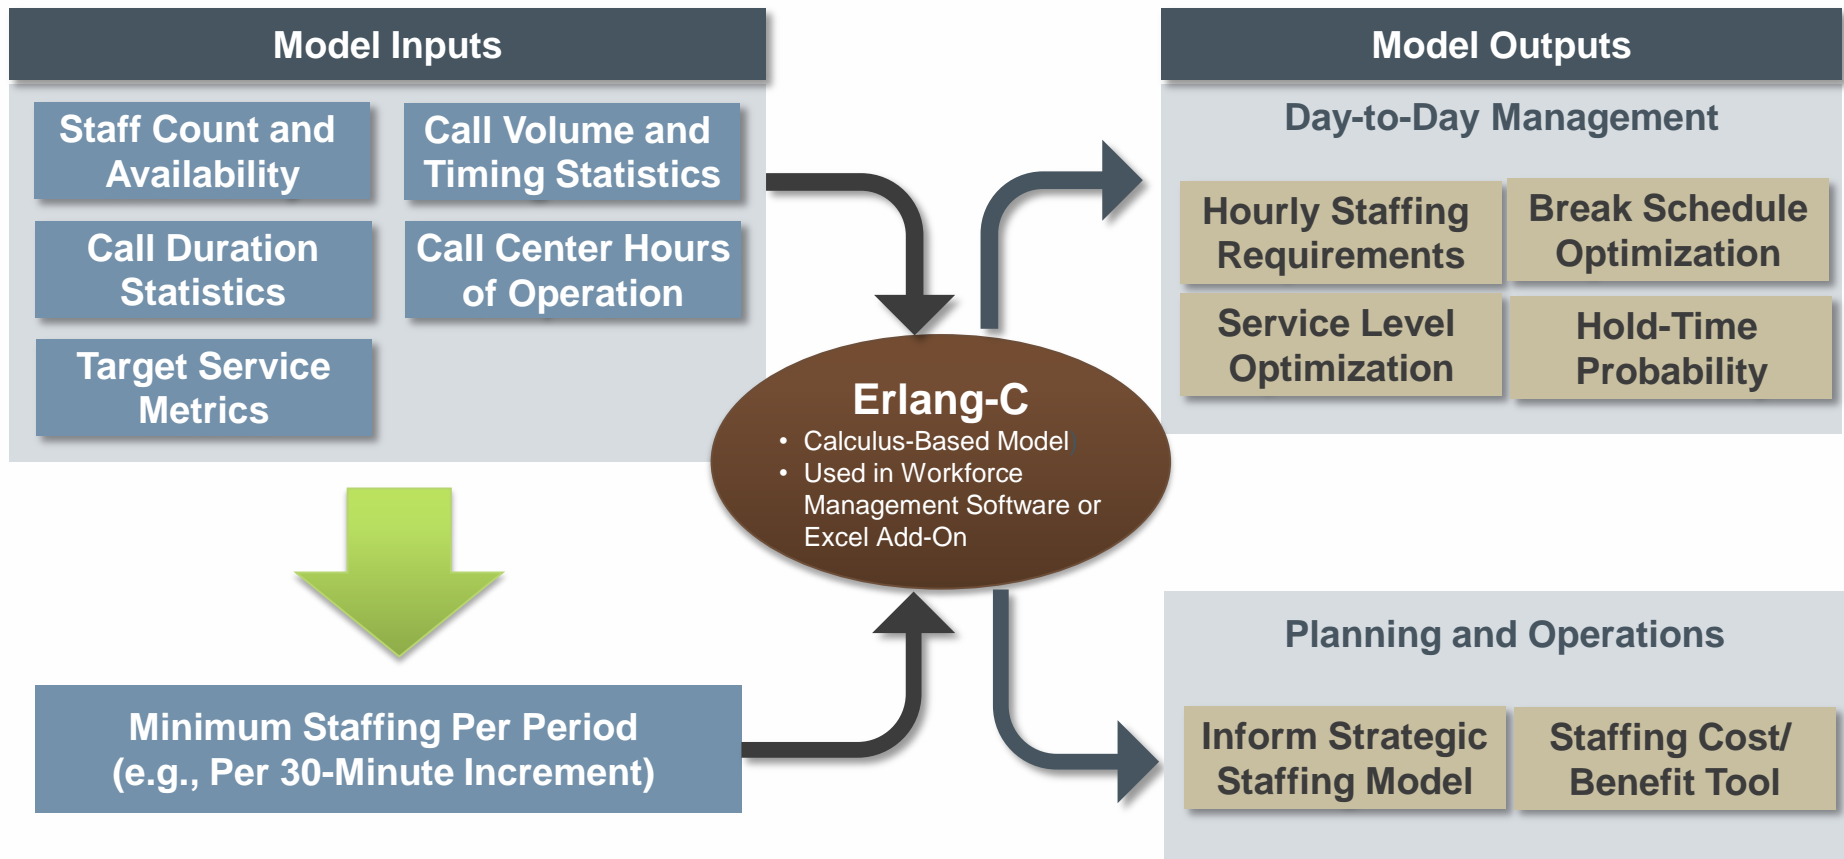 Model Inputs
Staff Count and
Availability
Call Volume and
Timing Statistics
Call Duration
Statistics
Call Center Hours
of Operation
Target Service
Metrics
Minimum Staffing Per Period
(e.g., Per 30-Minute Increment)
Erlang-C
• Calculus-Based Model
• Used in Workforce
Management Software or
Excel Add-On
Model Outputs
Day-to-Day Management
Hourly Staffing
Requirements
Break Schedule
Optimization
Service Level
Optimization
Hold-Time
Probability
Planning and Operations
Inform Strategic
Staffing Model
Staffing Cost/
Benefit Tool